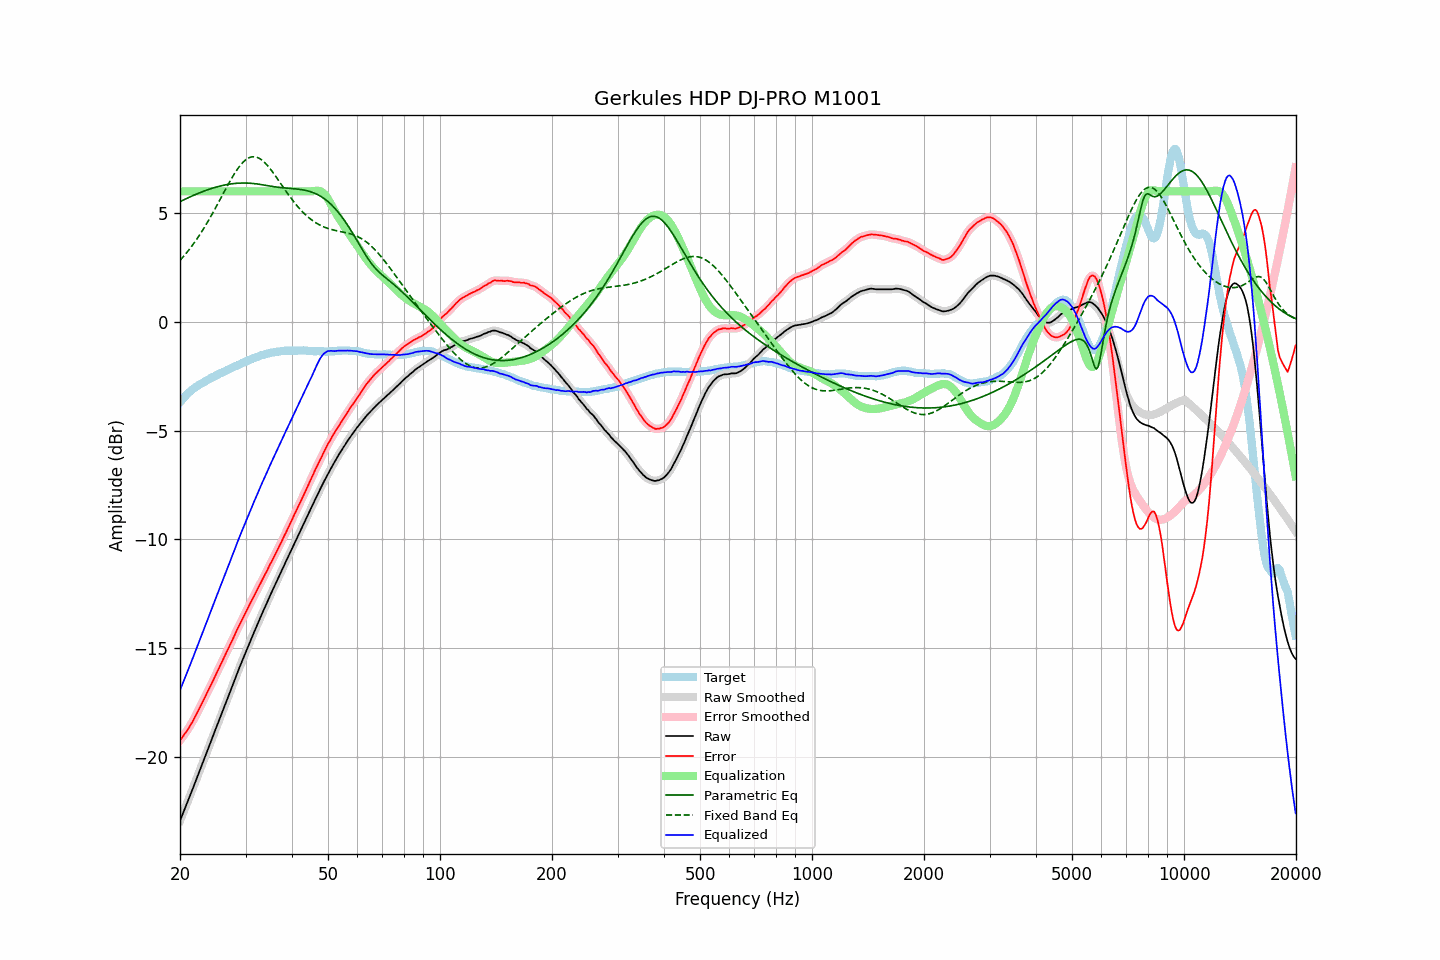 Gerkules HDP DJ-PRO M1001
Amplitude (dBr)
5
0
−5
−10
−15
−20
Target
Raw Smoothed
Error Smoothed
Raw
Error
Equalization
Parametric Eq
Fixed Band Eq
Equalized
20 50 100 200 500 1000 2000 5000 10000 20000
Frequency (Hz)